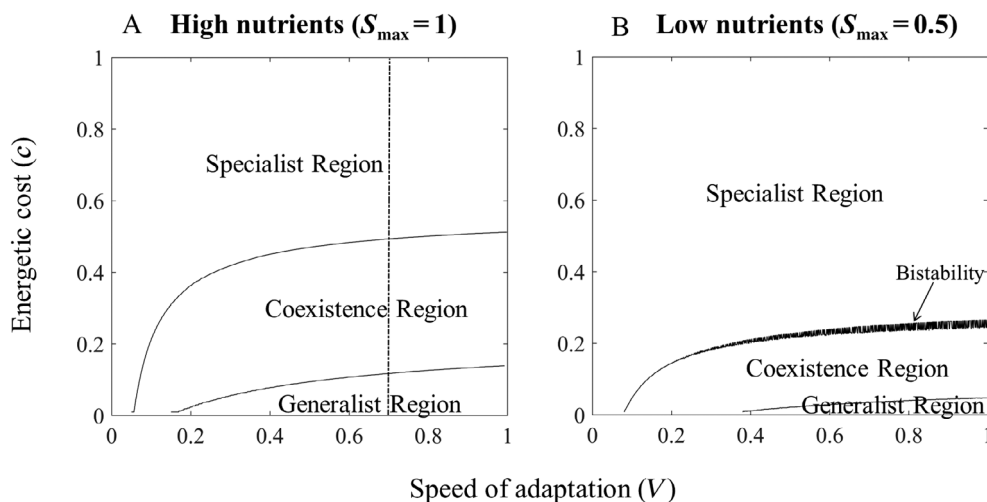 A High nutrients (Smax = 1)
B Low nutrients (Smax = 0.5)
Energetic cost (c)
1
0.8
0.6
0.4
0.2
0
Specialist Region
Coexistence Region
Generalist Region
0 0.2 0.4 0.6 0.8 1
1
0.8
0.6
0.4
0.2
0
Specialist Region
Bistability
Coexistence Region
Generalist Region
0 0.2 0.4 0.6 0.8 1
Speed of adaptation (V)